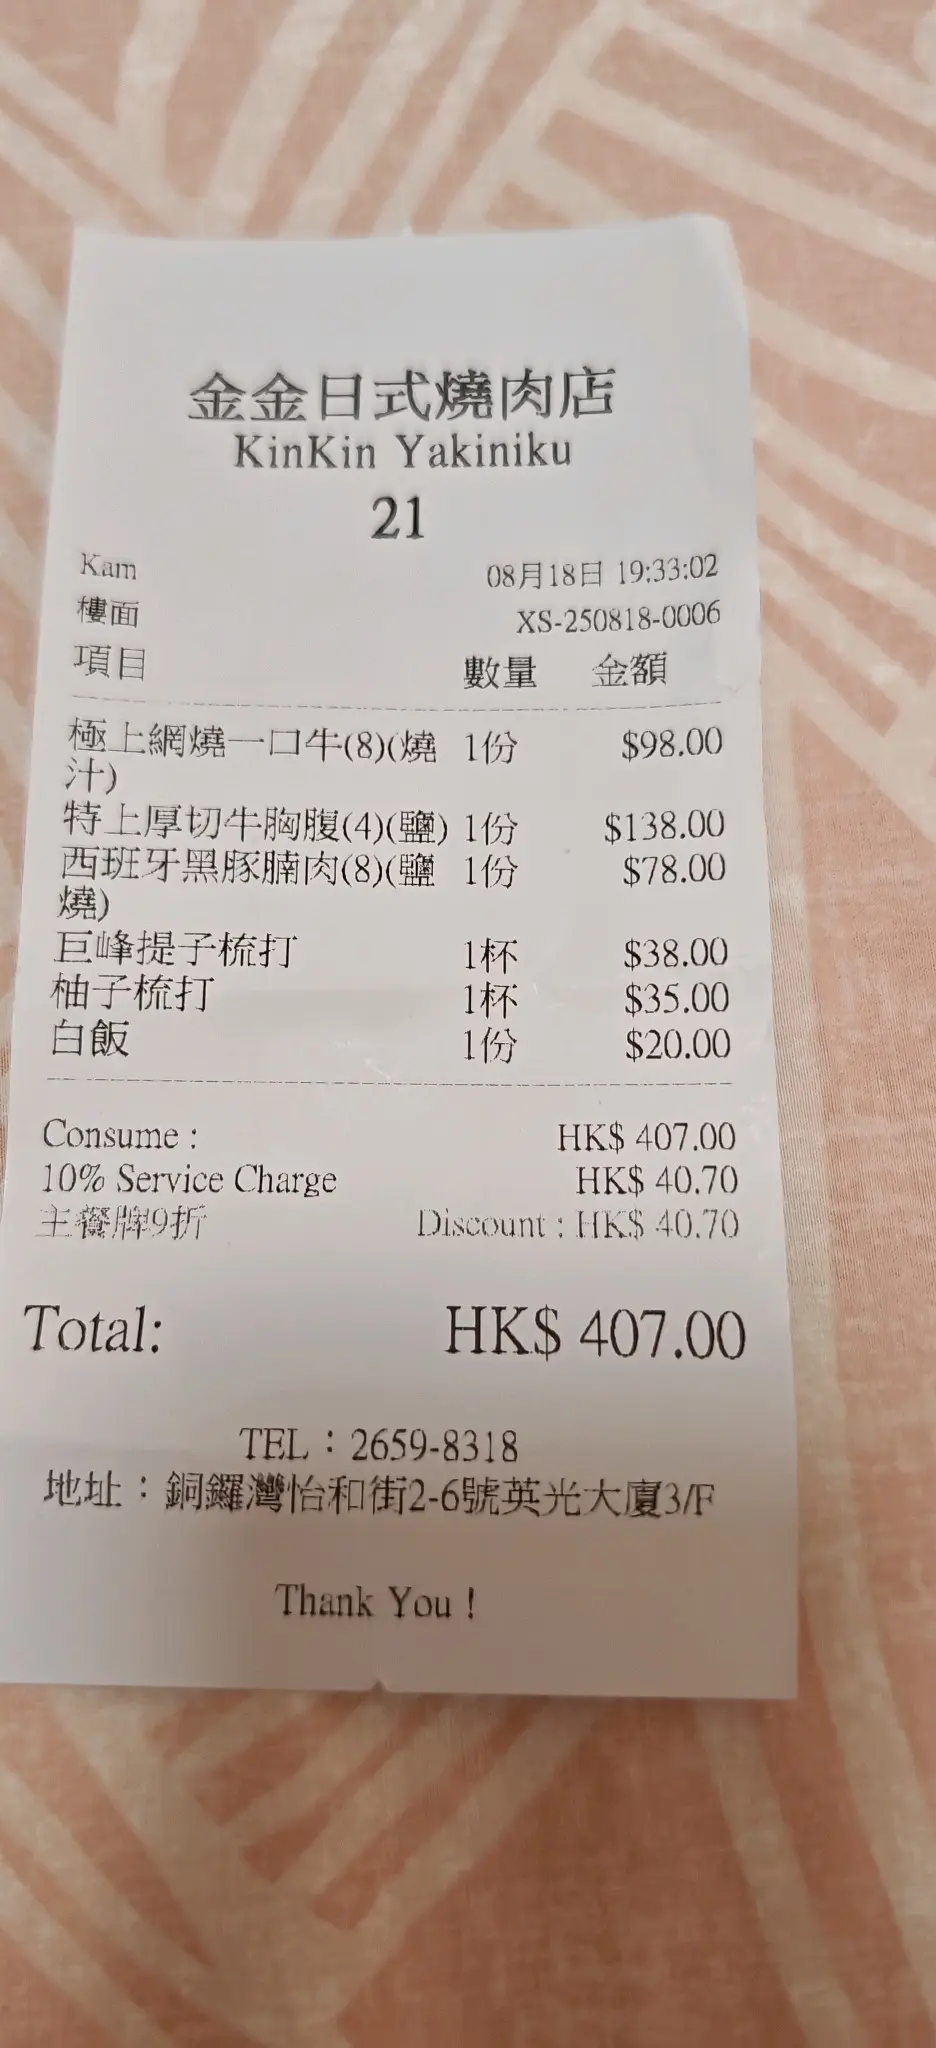 金金日式燒肉店
KinKin Yakiniku
21
Kam 08月18日 19:33:02
樓面 XS-250818-0006
項目 數量 金額
極上網燒一口牛(8)(燒 1份 $98.00
汁)
特上厚切牛胸腹(4)(鹽) 1份 $138.00
西班牙黑豚腩肉(8)(鹽 1份 $78.00
燒)
巨峰提子梳打 1杯 $38.00
柚子梳打 1杯 $35.00
白飯 1份 $20.00
Consume : HK$ 407.00
10% Service Charge HK$ 40.70
主餐牌9折 Discount : HK$ 40.70
Total: HK$ 407.00
TEL：2659-8318
地址：銅鑼灣怡和街2-6號英光大廈3/F
Thank You !